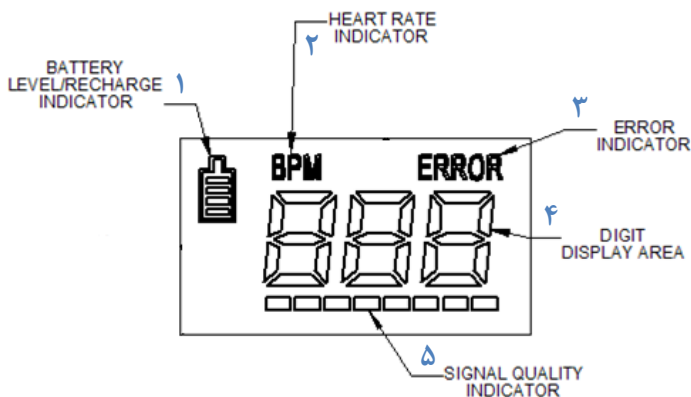 HEART RATE
INDICATOR
۲
BATTERY
LEVEL/RECHARGE
INDICATOR
۱
۳
ERROR
INDICATOR
BPM
ERROR
۴
DIGIT
DISPLAY AREA
888
۵
SIGNAL QUALITY
INDICATOR